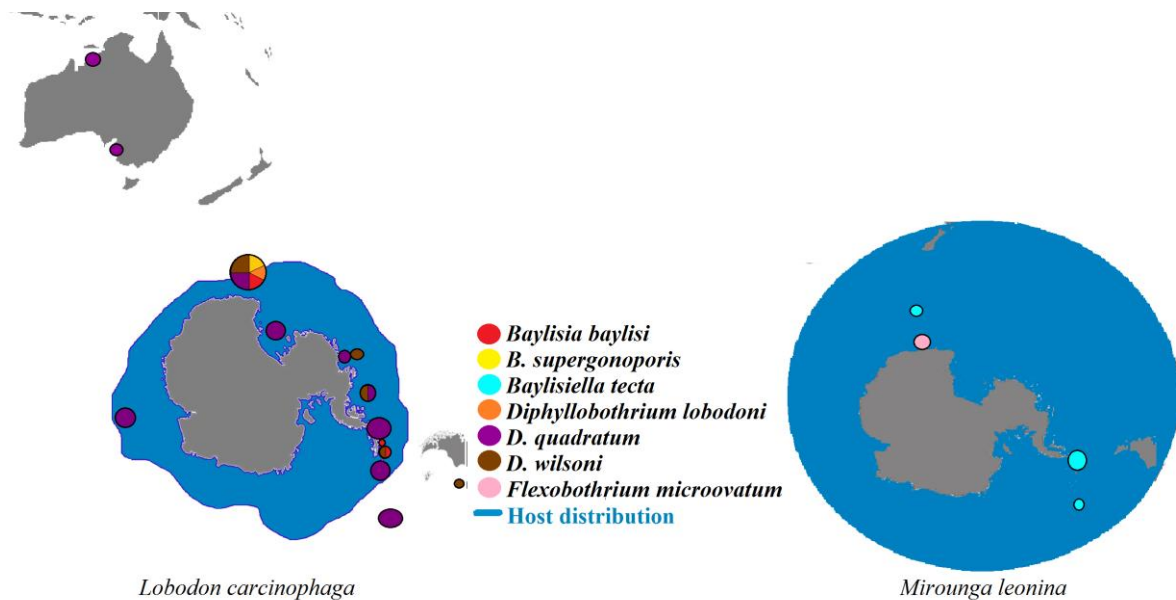 Baylisia baylisi
B. supergonoporis
Baylisiella tecta
Diphyllobothrium lobodoni
D. quadratum
D. wilsoni
Flexobothrium microovatum
Host distribution
Lobodon carcinophaga
Mirounga leonina